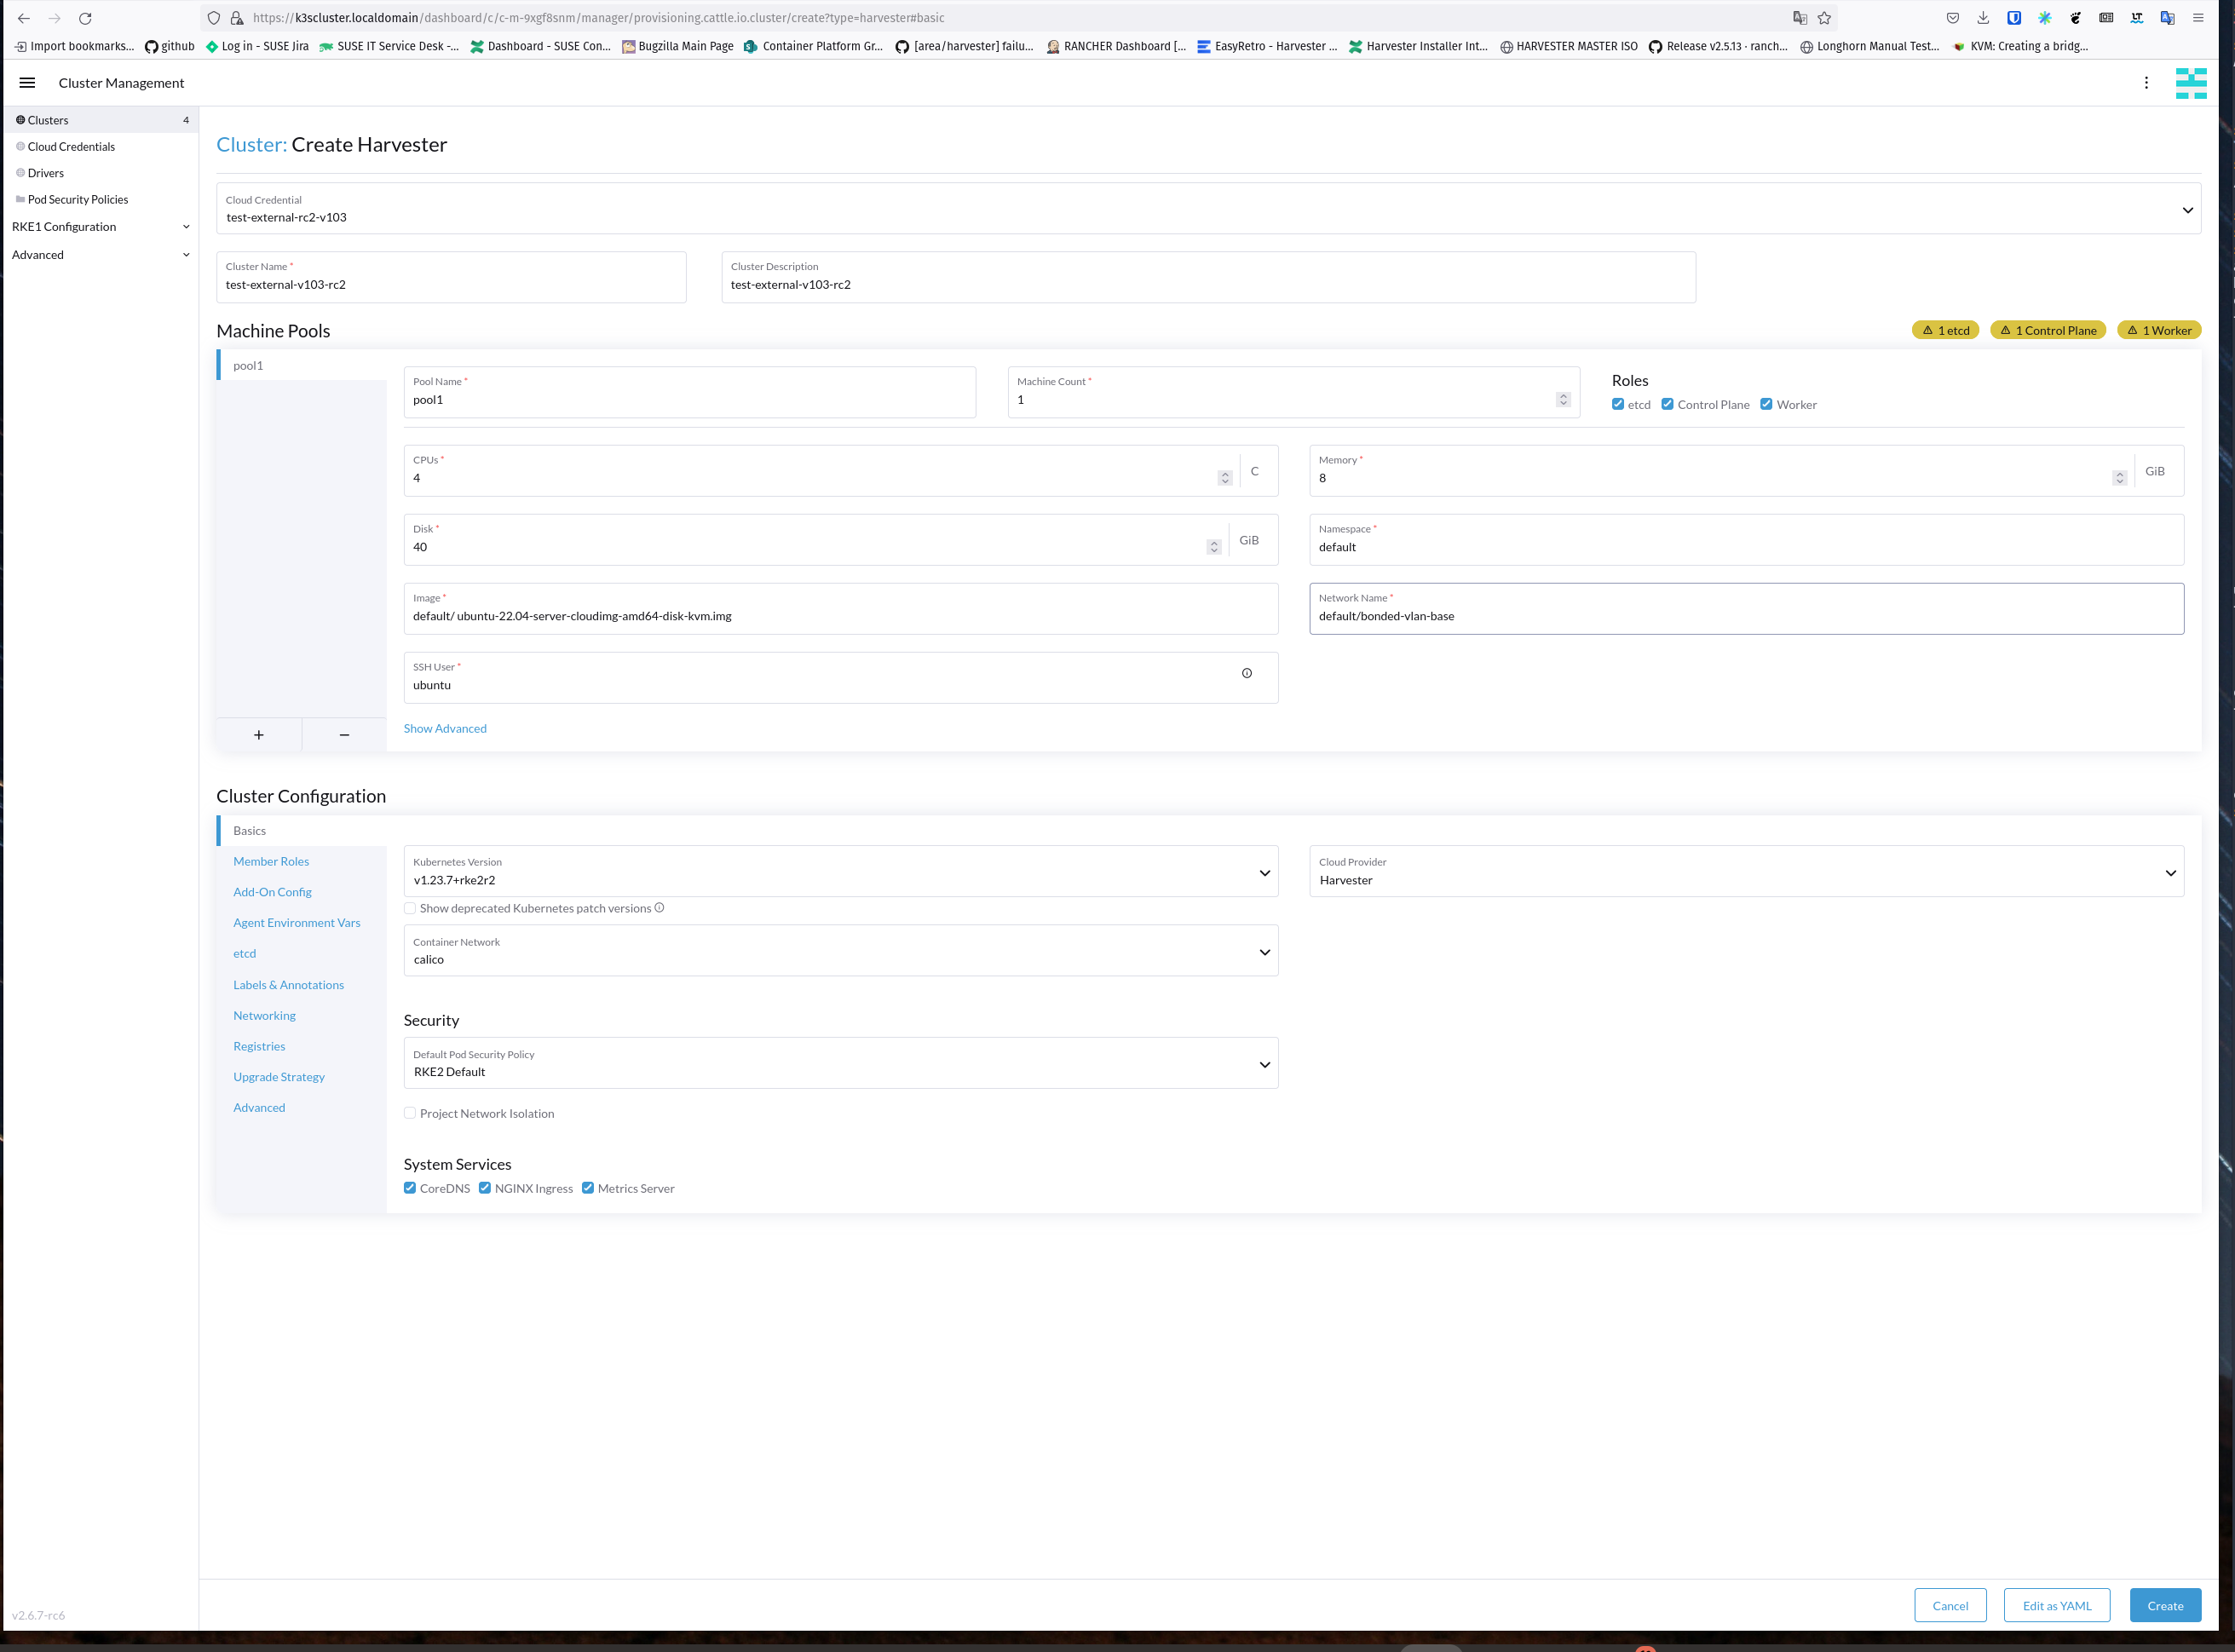 https://k3scluster.localdomain/dashboard/c/c-m-9xgf8snm/manager/provisioning.cattle.io.cluster/create?type=harvester#basic
Import bookmarks... github Log in - SUSE Jira SUSE IT Service Desk -... Dashboard - SUSE Con... Bugzilla Main Page Container Platform Gr... [area/harvester] failu... RANCHER Dashboard [... EasyRetro - Harvester ... Harvester Installer Int... HARVESTER MASTER ISO Release v2.5.13 · ranch... Longhorn Manual Test... KVM: Creating a bridg...
Cluster Management
Clusters 4
Cloud Credentials
Drivers
Pod Security Policies
RKE1 Configuration
Advanced
Cluster: Create Harvester
Cloud Credential
test-external-rc2-v103
Cluster Name *
test-external-v103-rc2
Cluster Description
test-external-v103-rc2
Machine Pools
1 etcd 1 Control Plane 1 Worker
pool1
Pool Name *
pool1
Machine Count *
1
Roles
etcd Control Plane Worker
CPUs *
4 C
Memory *
8 GiB
Disk *
40 GiB
Namespace *
default
Image *
default/ ubuntu-22.04-server-cloudimg-amd64-disk-kvm.img
Network Name *
default/bonded-vlan-base
SSH User *
ubuntu
Show Advanced
+ −
Cluster Configuration
Basics
Member Roles
Add-On Config
Agent Environment Vars
etcd
Labels & Annotations
Networking
Registries
Upgrade Strategy
Advanced
Kubernetes Version
v1.23.7+rke2r2
Cloud Provider
Harvester
Show deprecated Kubernetes patch versions
Container Network
calico
Security
Default Pod Security Policy
RKE2 Default
Project Network Isolation
System Services
CoreDNS NGINX Ingress Metrics Server
v2.6.7-rc6
Cancel Edit as YAML Create